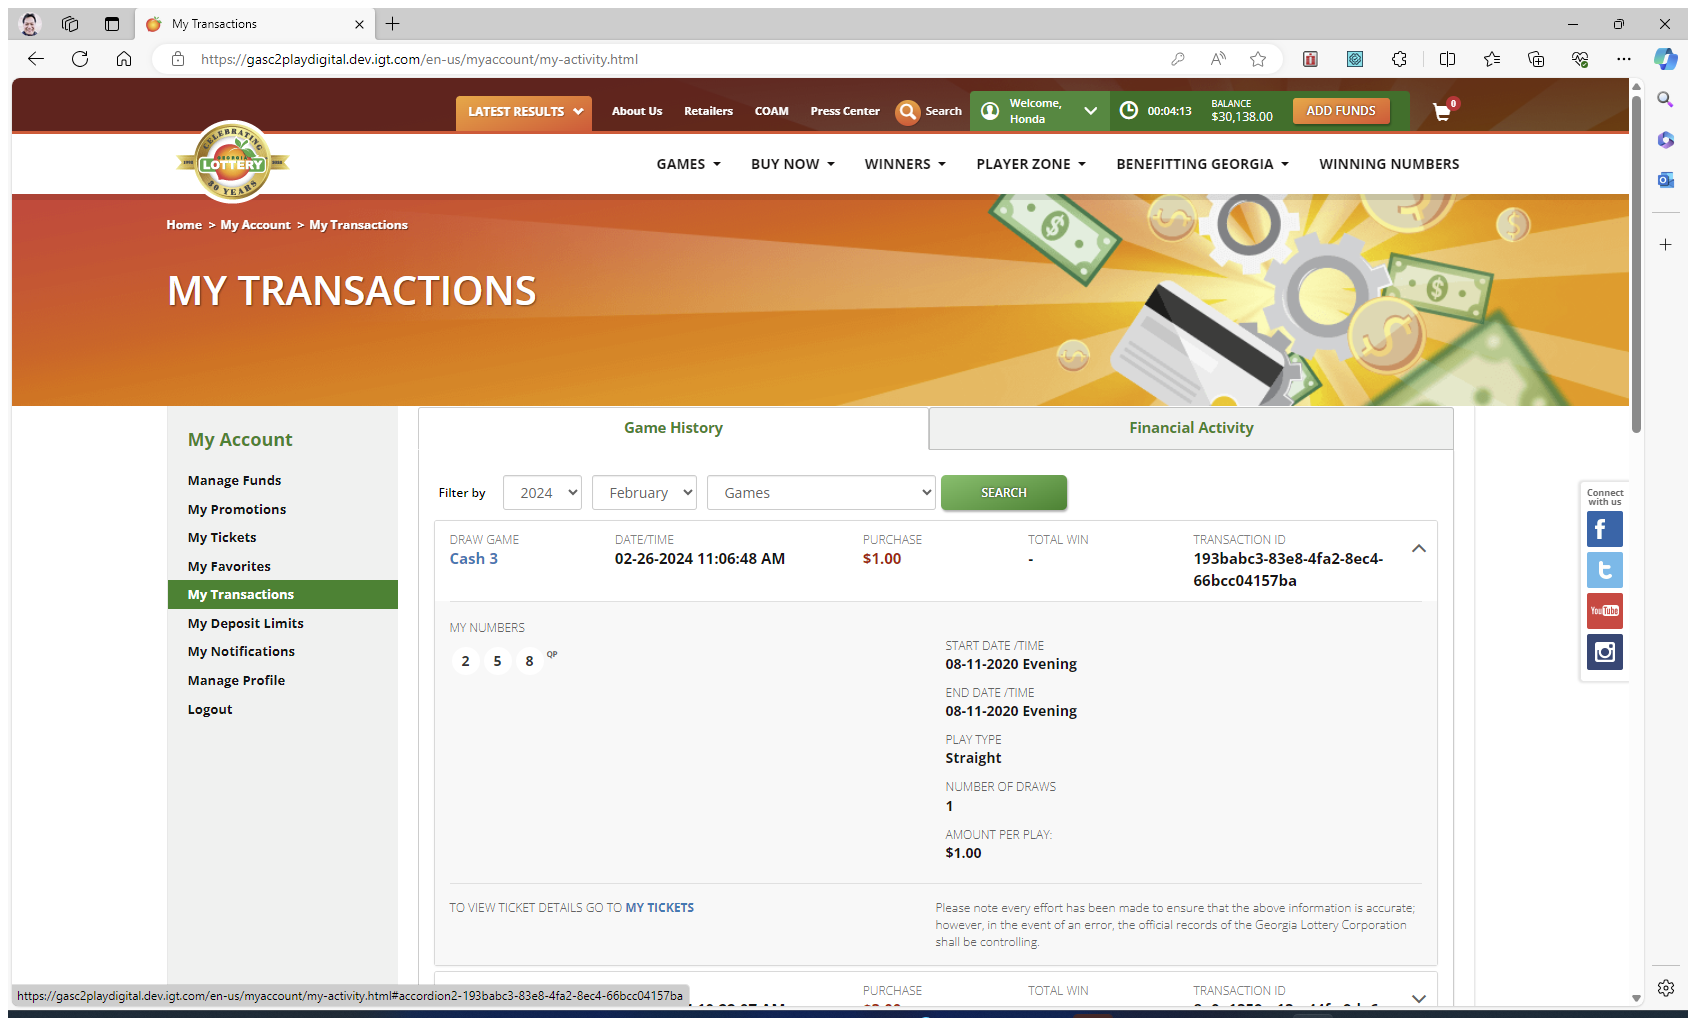 My Transactions
https://gasc2playdigital.dev.igt.com/en-us/myaccount/my-activity.html
LATEST RESULTS
About Us
Retailers
COAM
Press Center
Search
Welcome,
Honda
00:04:13
BALANCE
$30,138.00
ADD FUNDS
0
CELEBRATING
GEORGIA
LOTTERY
30 YEARS
GAMES
BUY NOW
WINNERS
PLAYER ZONE
BENEFITTING GEORGIA
WINNING NUMBERS
Home > My Account > My Transactions
MY TRANSACTIONS
My Account
Manage Funds
My Promotions
My Tickets
My Favorites
My Transactions
My Deposit Limits
My Notifications
Manage Profile
Logout
Game History
Financial Activity
Filter by
2024
February
Games
SEARCH
DRAW GAME
Cash 3
DATE/TIME
02-26-2024 11:06:48 AM
PURCHASE
$1.00
TOTAL WIN
-
TRANSACTION ID
193babc3-83e8-4fa2-8ec4-
66bcc04157ba
MY NUMBERS
2 5 8 QP
START DATE /TIME
08-11-2020 Evening
END DATE /TIME
08-11-2020 Evening
PLAY TYPE
Straight
NUMBER OF DRAWS
1
AMOUNT PER PLAY:
$1.00
TO VIEW TICKET DETAILS GO TO MY TICKETS
Please note every effort has been made to ensure that the above information is accurate;
however, in the event of an error, the official records of the Georgia Lottery Corporation
shall be controlling.
PURCHASE
TOTAL WIN
TRANSACTION ID
Connect
with us
You Tube
https://gasc2playdigital.dev.igt.com/en-us/myaccount/my-activity.html#accordion2-193babc3-83e8-4fa2-8ec4-66bcc04157ba